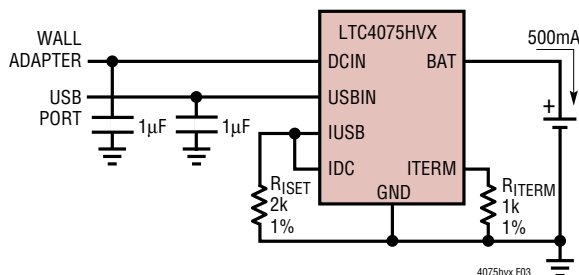 LTC4075HVX
WALL
ADAPTER
DCIN
BAT
500mA
USB
PORT
USBIN
+
1µF
1µF
IUSB
IDC
ITERM
GND
RISET
2k
1%
RITERM
1k
1%
4075hvx F03